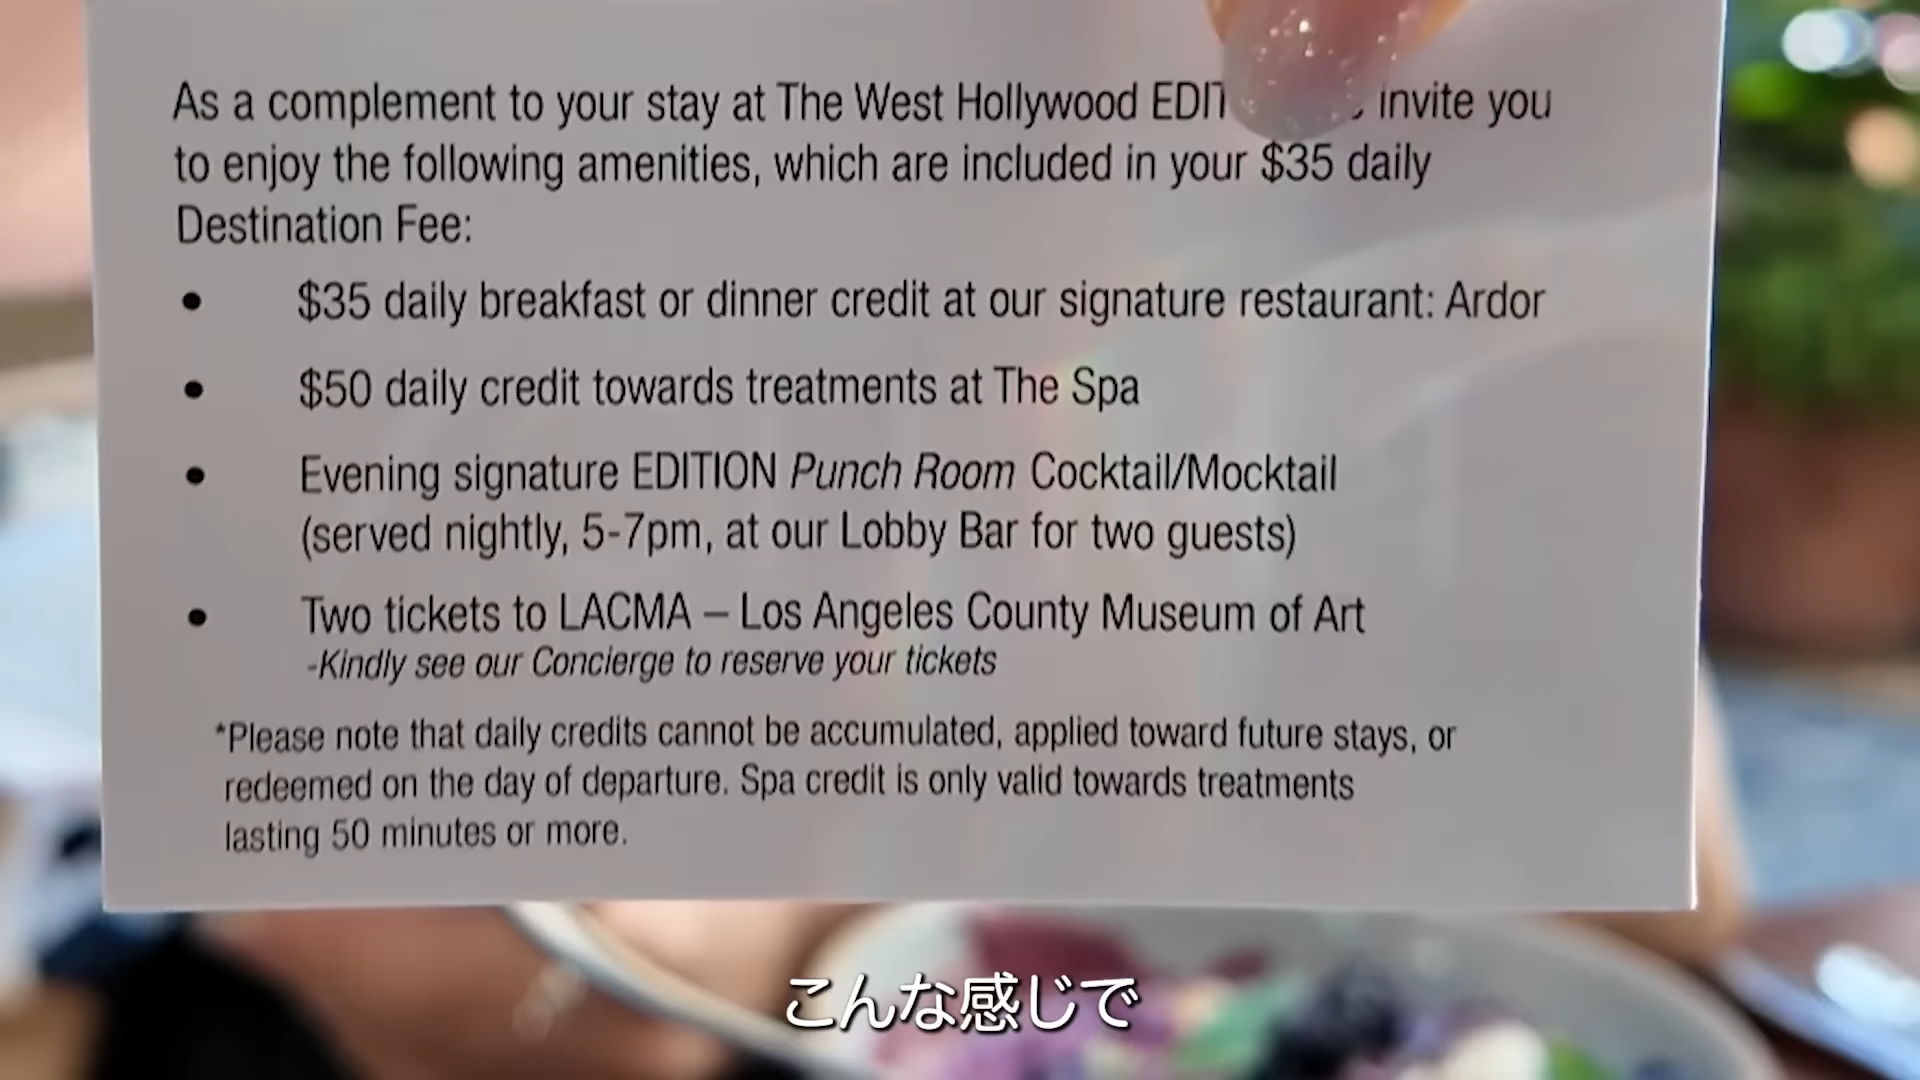 As a complement to your stay at The West Hollywood EDIT invite you
to enjoy the following amenities, which are included in your $35 daily
Destination Fee:
• $35 daily breakfast or dinner credit at our signature restaurant: Ardor
• $50 daily credit towards treatments at The Spa
• Evening signature EDITION Punch Room Cocktail/Mocktail
(served nightly, 5-7pm, at our Lobby Bar for two guests)
• Two tickets to LACMA – Los Angeles County Museum of Art
-Kindly see our Concierge to reserve your tickets
*Please note that daily credits cannot be accumulated, applied toward future stays, or
redeemed on the day of departure. Spa credit is only valid towards treatments
lasting 50 minutes or more.
こんな感じで